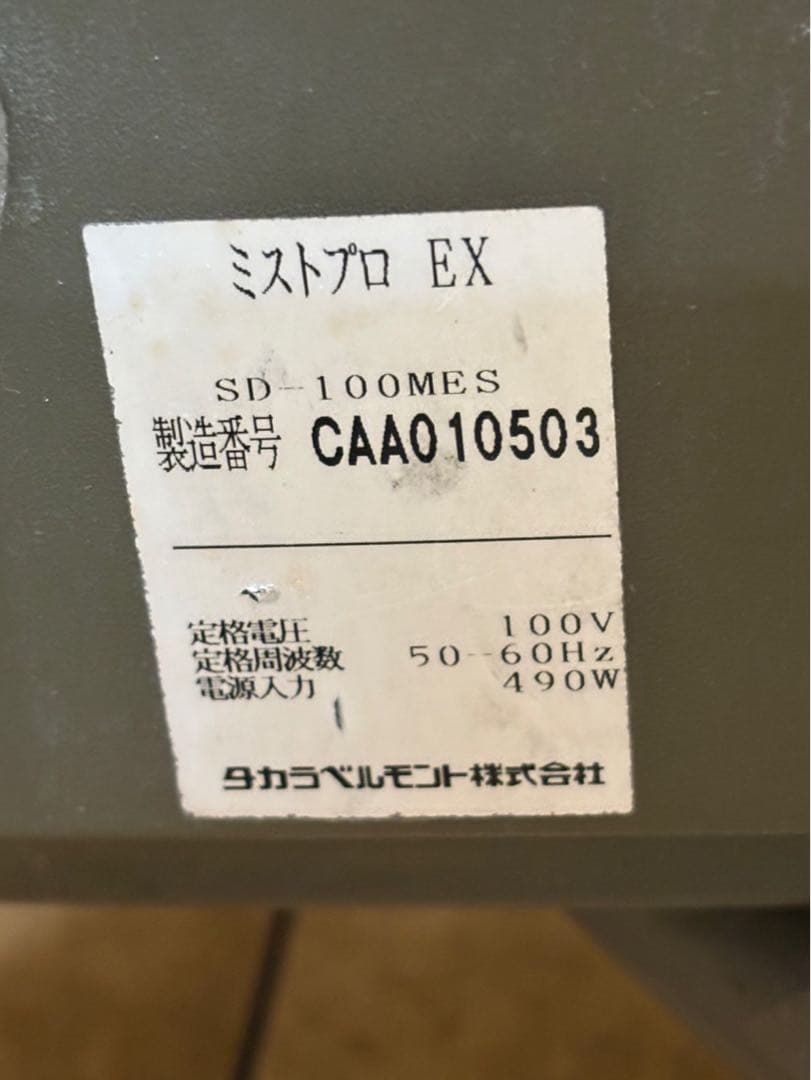 ミストプロ EX
SD-100MES
製造番号 CAA010503
定格電圧 100V
定格周波数 50-60Hz
電源入力 490W
タカラベルモント株式会社